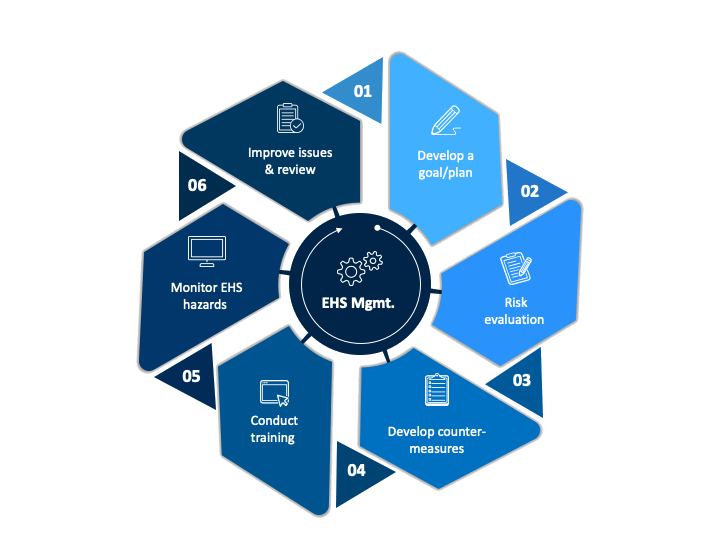 01
Develop a
goal/plan
02
Risk
evaluation
03
Develop counter-
measures
04
Conduct
training
05
Monitor EHS
hazards
06
Improve issues
& review
EHS Mgmt.